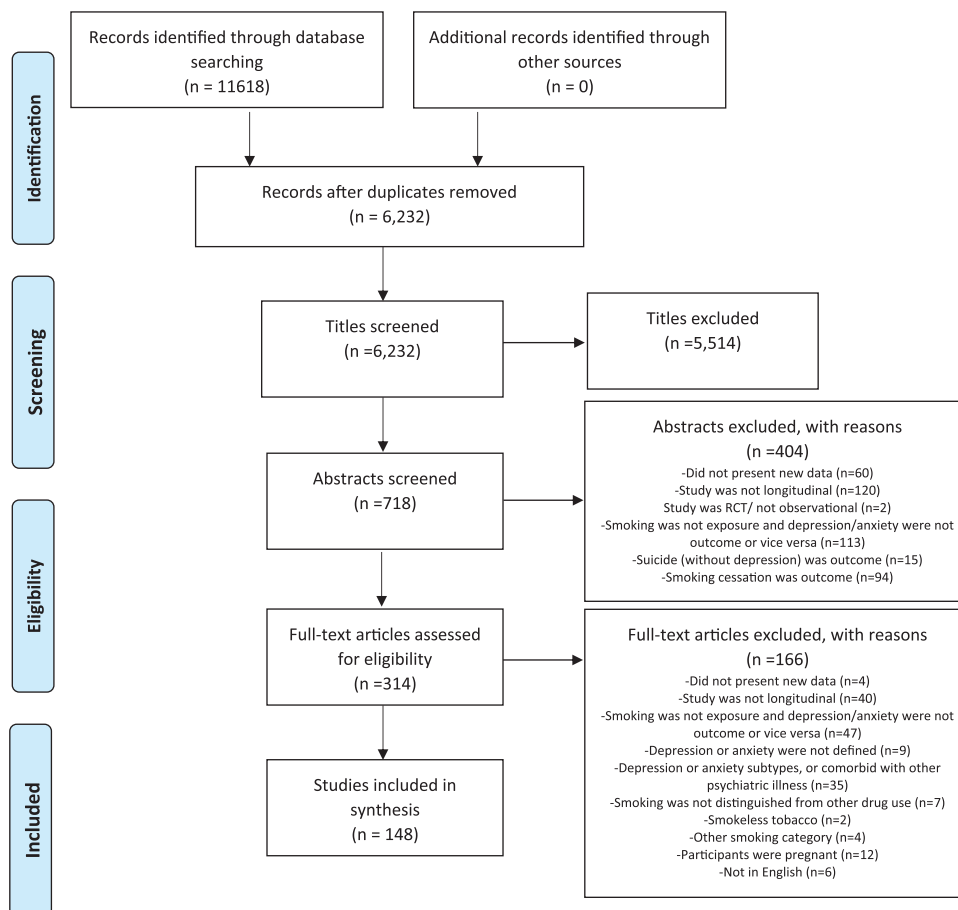 Records identified through database
searching
(n = 11618)
Additional records identified through
other sources
(n = 0)
Identification
Records after duplicates removed
(n = 6,232)
Screening
Titles screened
(n =6,232)
Titles excluded
(n =5,514)
Abstracts screened
(n =718)
Abstracts excluded, with reasons
(n =404)
-Did not present new data (n=60)
-Study was not longitudinal (n=120)
Study was RCT/ not observational (n=2)
-Smoking was not exposure and depression/anxiety were not
outcome or vice versa (n=113)
-Suicide (without depression) was outcome (n=15)
-Smoking cessation was outcome (n=94)
Eligibility
Full-text articles assessed
for eligibility
(n =314)
Full-text articles excluded, with reasons
(n =166)
-Did not present new data (n=4)
-Study was not longitudinal (n=40)
-Smoking was not exposure and depression/anxiety were not
outcome or vice versa (n=47)
-Depression or anxiety were not defined (n=9)
-Depression or anxiety subtypes, or comorbid with other
psychiatric illness (n=35)
-Smoking was not distinguished from other drug use (n=7)
-Smokeless tobacco (n=2)
-Other smoking category (n=4)
-Participants were pregnant (n=12)
-Not in English (n=6)
Included
Studies included in
synthesis
(n = 148)